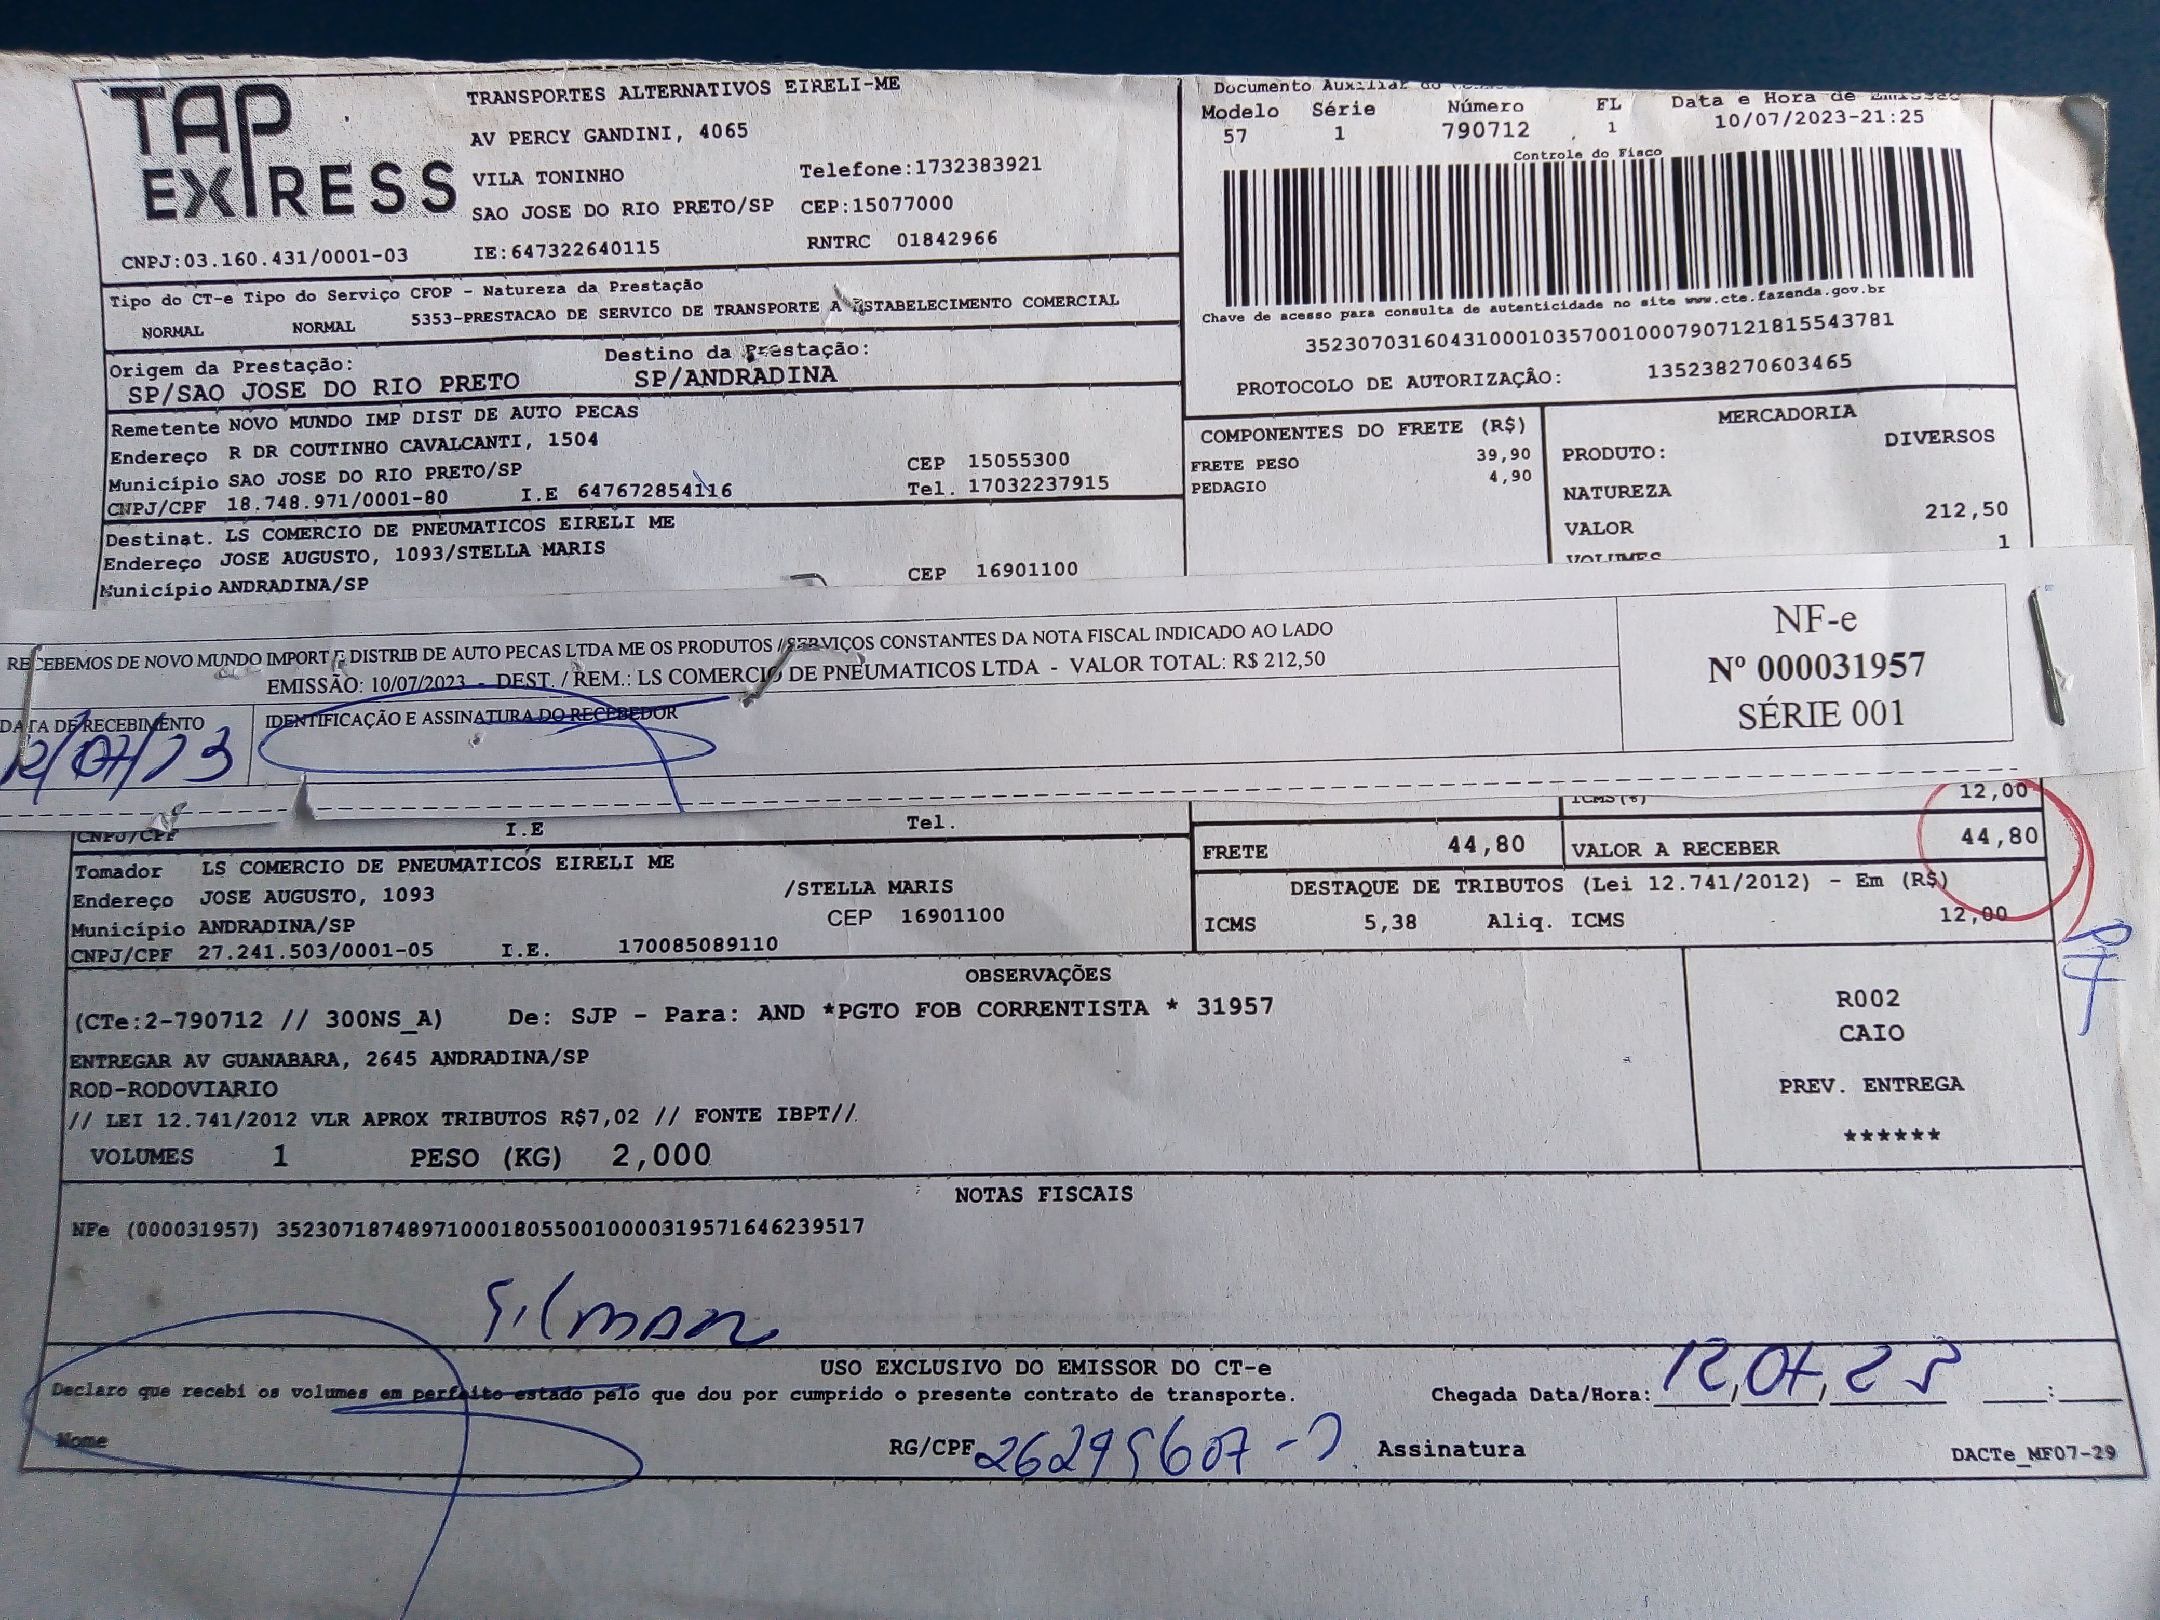 TAP EXPRESS
TRANSPORTES ALTERNATIVOS EIRELI-ME
AV PERCY GANDINI, 4065
VILA TONINHO Telefone:1732383921
SAO JOSE DO RIO PRETO/SP CEP:15077000
CNPJ:03.160.431/0001-03 IE:647322640115 RNTRC 01842966
Documento Auxiliar do
Modelo Série Número FL Data e Hora de Emissão
57 1 790712 1 10/07/2023-21:25
Controle do Fisco
Chave de acesso para consulta de autenticidade no site www.cte.fazenda.gov.br
35230703160431000103570010007907121815543781
PROTOCOLO DE AUTORIZAÇÃO: 135238270603465
Tipo do CT-e Tipo do Serviço CFOP - Natureza da Prestação
NORMAL NORMAL 5353-PRESTACAO DE SERVICO DE TRANSPORTE A ESTABELECIMENTO COMERCIAL
Origem da Prestação: Destino da Prestação:
SP/SAO JOSE DO RIO PRETO SP/ANDRADINA
Remetente NOVO MUNDO IMP DIST DE AUTO PECAS
Endereço R DR COUTINHO CAVALCANTI, 1504
Município SAO JOSE DO RIO PRETO/SP CEP 15055300
CNPJ/CPF 18.748.971/0001-80 I.E 647672854116 Tel. 17032237915
Destinat. LS COMERCIO DE PNEUMATICOS EIRELI ME
Endereço JOSE AUGUSTO, 1093/STELLA MARIS
Município ANDRADINA/SP CEP 16901100
COMPONENTES DO FRETE (R$)
FRETE PESO 39,90
PEDAGIO 4,90
MERCADORIA
PRODUTO: DIVERSOS
NATUREZA
VALOR 212,50
VOLUMES 1
RECEBEMOS DE NOVO MUNDO IMPORT E DISTRIB DE AUTO PECAS LTDA ME OS PRODUTOS / SERVIÇOS CONSTANTES DA NOTA FISCAL INDICADO AO LADO
EMISSÃO: 10/07/2023 - DEST. / REM.: LS COMERCIO DE PNEUMATICOS LTDA - VALOR TOTAL: R$ 212,50
DATA DE RECEBIMENTO IDENTIFICAÇÃO E ASSINATURA DO RECEBEDOR
12/07/23
NF-e
Nº 000031957
SÉRIE 001
CNPJ/CPF I.E Tel.
ICMS(%) 12,00
FRETE 44,80 VALOR A RECEBER 44,80
Tomador LS COMERCIO DE PNEUMATICOS EIRELI ME
Endereço JOSE AUGUSTO, 1093 /STELLA MARIS
Município ANDRADINA/SP CEP 16901100
CNPJ/CPF 27.241.503/0001-05 I.E. 170085089110
DESTAQUE DE TRIBUTOS (Lei 12.741/2012) - Em (R$)
ICMS 5,38 Aliq. ICMS 12,00
OBSERVAÇÕES
(CTe:2-790712 // 300NS_A) De: SJP - Para: AND *PGTO FOB CORRENTISTA * 31957
ENTREGAR AV GUANABARA, 2645 ANDRADINA/SP
ROD-RODOVIARIO
// LEI 12.741/2012 VLR APROX TRIBUTOS R$7,02 // FONTE IBPT//
VOLUMES 1 PESO (KG) 2,000
R002
CAIO
PREV. ENTREGA
******
NOTAS FISCAIS
NFe (000031957) 35230718748971000180550010000319571646239517
USO EXCLUSIVO DO EMISSOR DO CT-e
Declaro que recebi os volumes em perfeito estado pelo que dou por cumprido o presente contrato de transporte. Chegada Data/Hora: 12,07,23 :
Nome RG/CPF Assinatura
DACTe_MF07-29